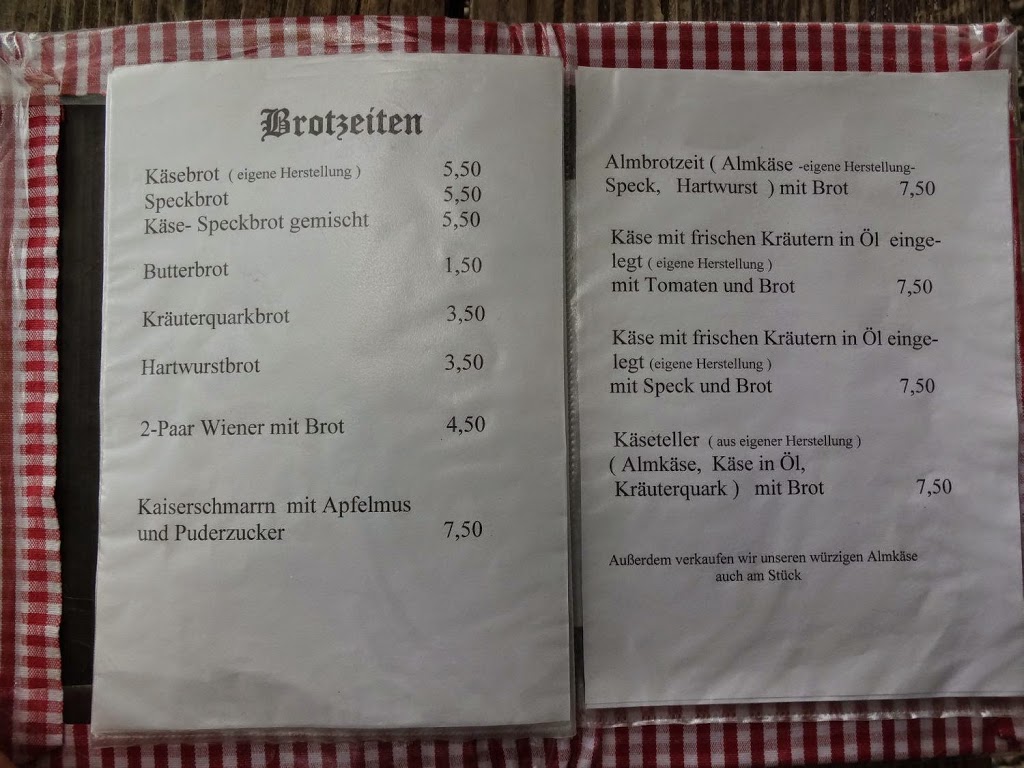 Brotzeiten
Käsebrot ( eigene Herstellung ) 5,50
Speckbrot 5,50
Käse- Speckbrot gemischt 5,50
Butterbrot 1,50
Kräuterquarkbrot 3,50
Hartwurstbrot 3,50
2-Paar Wiener mit Brot 4,50
Kaiserschmarrn mit Apfelmus
und Puderzucker 7,50
Almbrotzeit ( Almkäse -eigene Herstellung-
Speck, Hartwurst ) mit Brot 7,50
Käse mit frischen Kräutern in Öl einge-
legt ( eigene Herstellung )
mit Tomaten und Brot 7,50
Käse mit frischen Kräutern in Öl einge-
legt (eigene Herstellung )
mit Speck und Brot 7,50
Käseteller ( aus eigener Herstellung )
( Almkäse, Käse in Öl,
Kräuterquark ) mit Brot 7,50
Außerdem verkaufen wir unseren würzigen Almkäse
auch am Stück